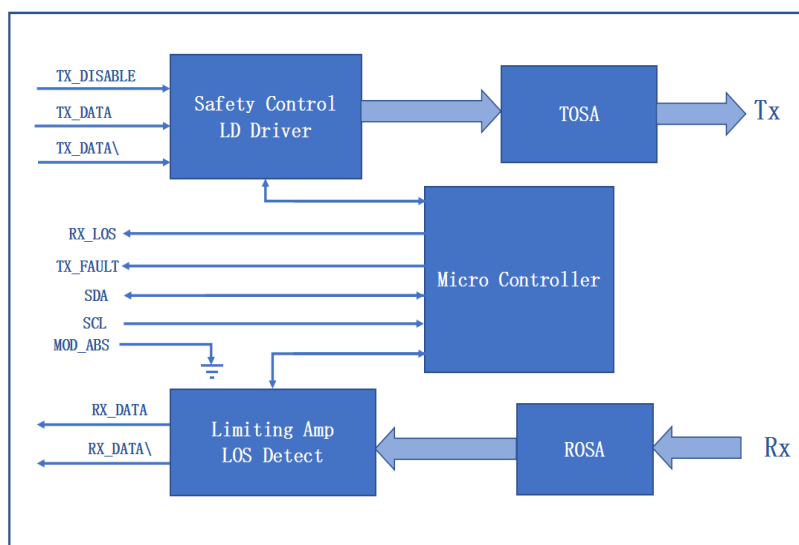 TX_DISABLE
TX_DATA
TX_DATA\
Safety Control
LD Driver
TOSA
Tx
RX_LOS
TX_FAULT
SDA
SCL
MOD_ABS
Micro Controller
RX_DATA
RX_DATA\
Limiting Amp
LOS Detect
ROSA
Rx